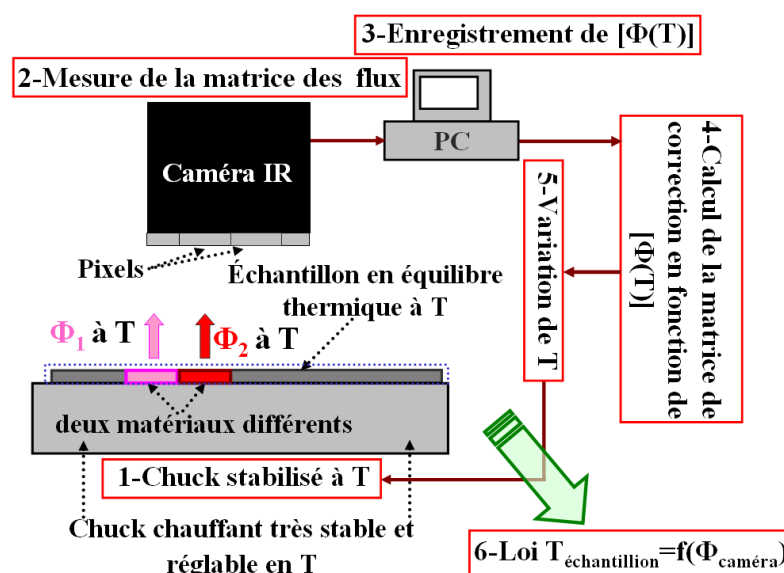 3-Enregistrement de [Φ(T)]
2-Mesure de la matrice des flux
PC
Caméra IR
4-Calcul de la matrice de
correction en fonction de
[Φ(T)]
5-Variation de T
Pixels
Échantillon en équilibre
thermique à T
Φ1 à T
Φ2 à T
deux matériaux différents
1-Chuck stabilisé à T
Chuck chauffant très stable et
réglable en T
6-Loi Téchantillion=f(Φcaméra)